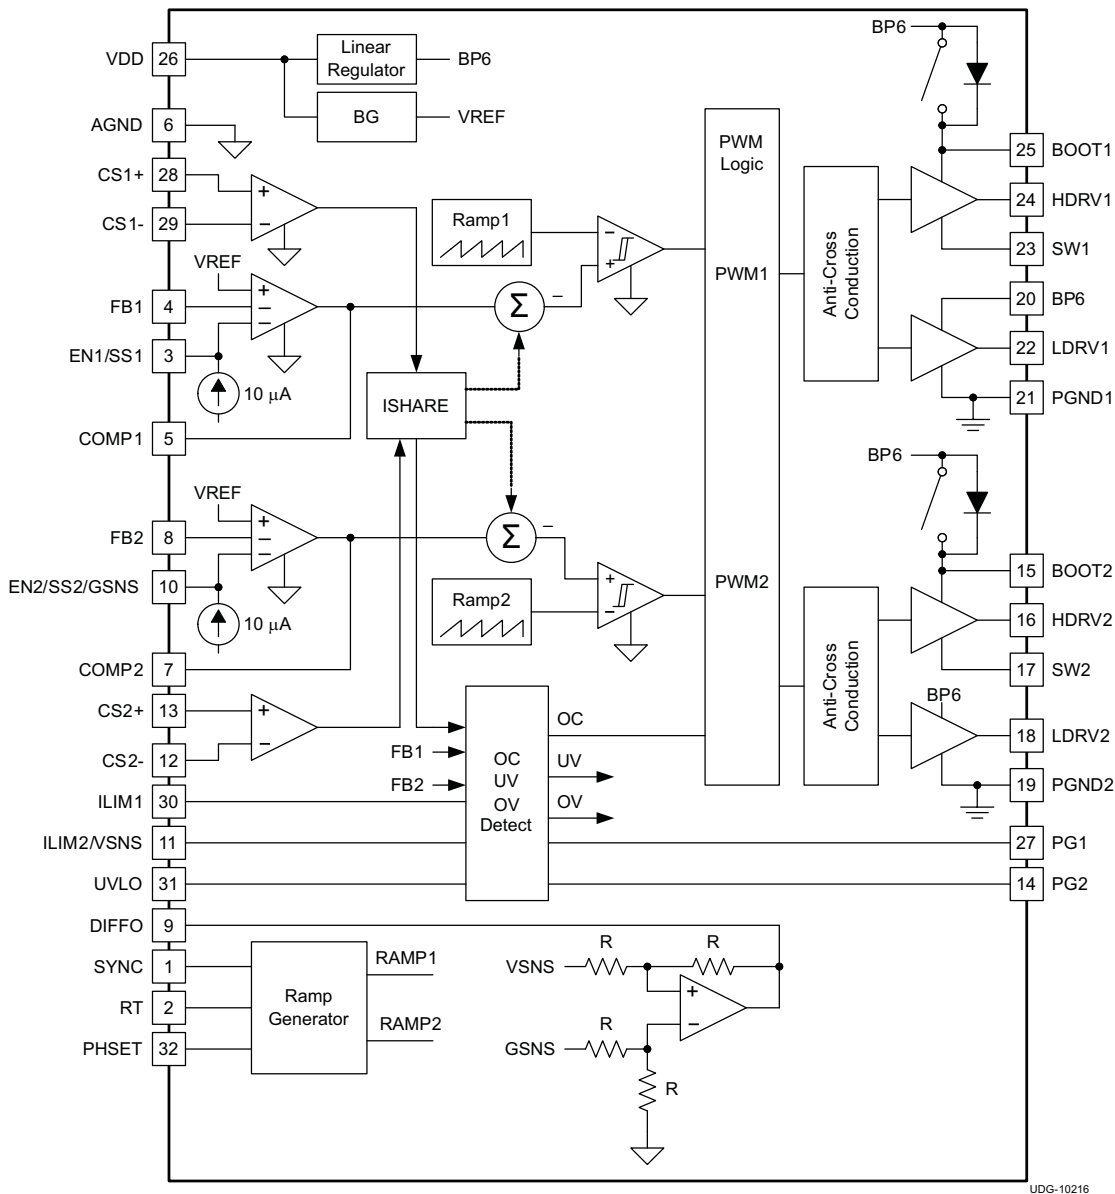 VDD 26
Linear
Regulator
BP6
BG
VREF
AGND 6
CS1+ 28
CS1- 29
+
−
VREF
FB1 4
+
−
−
EN1/SS1 3
10 µA
COMP1 5
Ramp1
−
+
Σ
−
ISHARE
VREF
FB2 8
+
−
−
EN2/SS2/GSNS 10
10 µA
COMP2 7
Σ
−
Ramp2
+
−
CS2+ 13
CS2- 12
+
−
ILIM1 30
ILIM2/VSNS 11
UVLO 31
FB1
FB2
OC
UV
OV
Detect
OC
UV
OV
PWM
Logic
PWM1
PWM2
Anti-Cross
Conduction
Anti-Cross
Conduction
BP6
25 BOOT1
24 HDRV1
23 SW1
20 BP6
22 LDRV1
21 PGND1
BP6
15 BOOT2
16 HDRV2
17 SW2
BP6
18 LDRV2
19 PGND2
27 PG1
14 PG2
DIFFO 9
SYNC 1
RT 2
PHSET 32
Ramp
Generator
RAMP1
RAMP2
VSNS
R
R
+
−
GSNS
R
R
UDG-10216